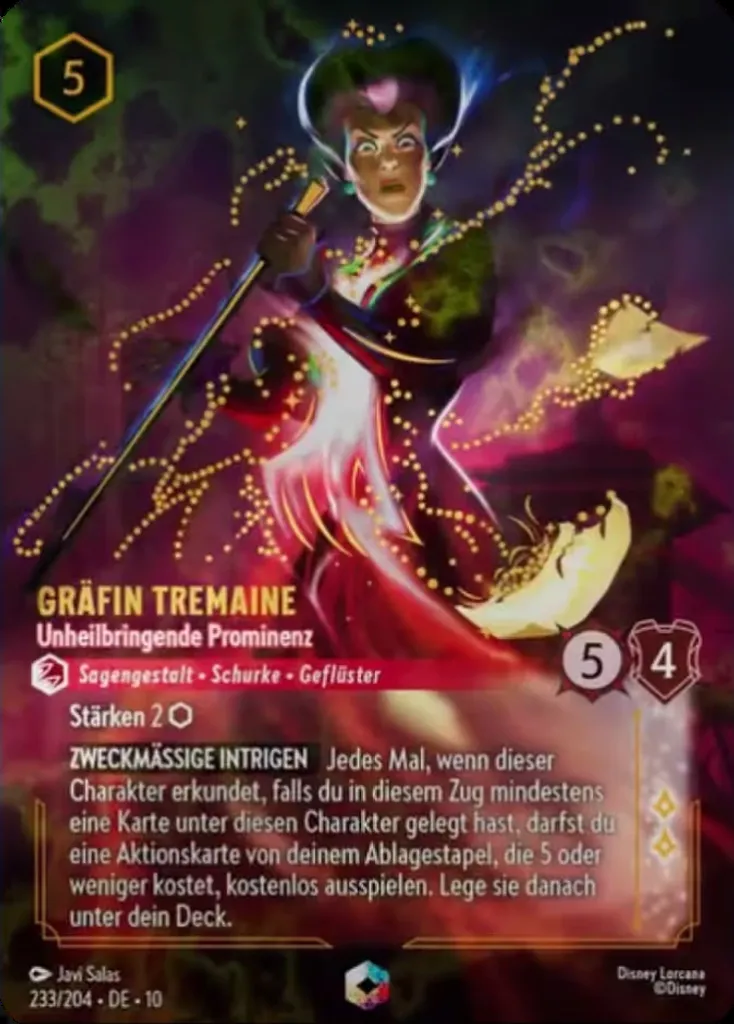 5
GRÄFIN TREMAINE
Unheilbringende Prominenz
Sagengestalt • Schurke • Geflüster
5 4
Stärken 2
ZWECKMÄSSIGE INTRIGEN Jedes Mal, wenn dieser
Charakter erkundet, falls du in diesem Zug mindestens
eine Karte unter diesen Charakter gelegt hast, darfst du
eine Aktionskarte von deinem Ablagestapel, die 5 oder
weniger kostet, kostenlos ausspielen. Lege sie danach
unter dein Deck.
Javi Salas
233/204 • DE • 10
Disney Lorcana
©Disney